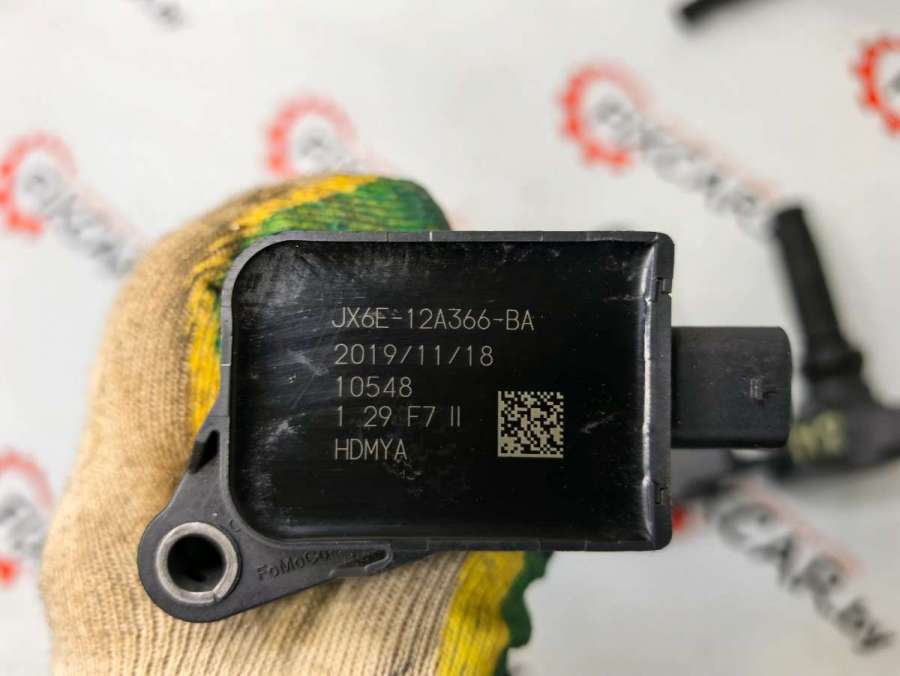 JX6E-12A366-BA
2019/11/18
10548
1 29 F7 II
HDMYA
FoMoCo